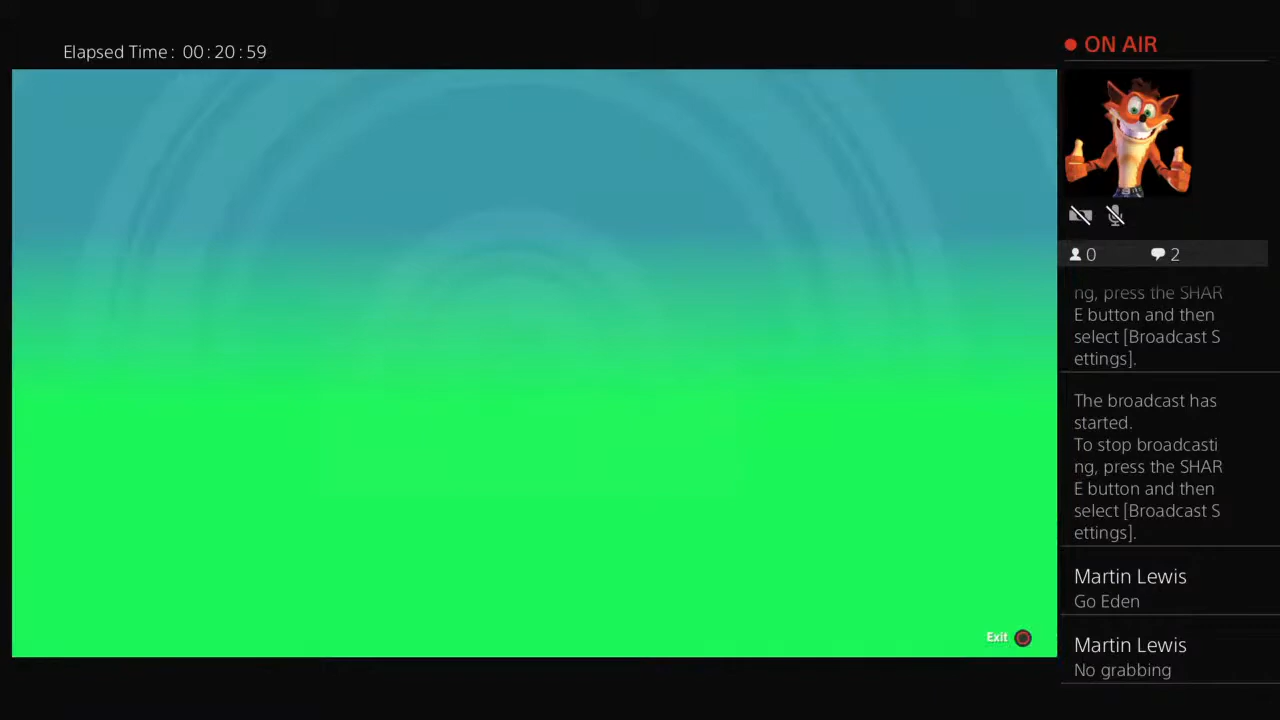 Elapsed Time: 00:20:59
ON AIR
0 2
ng, press the SHAR
E button and then
select [Broadcast S
ettings].
The broadcast has
started.
To stop broadcasti
ng, press the SHAR
E button and then
select [Broadcast S
ettings].
Martin Lewis
Go Eden
Martin Lewis
No grabbing
Exit